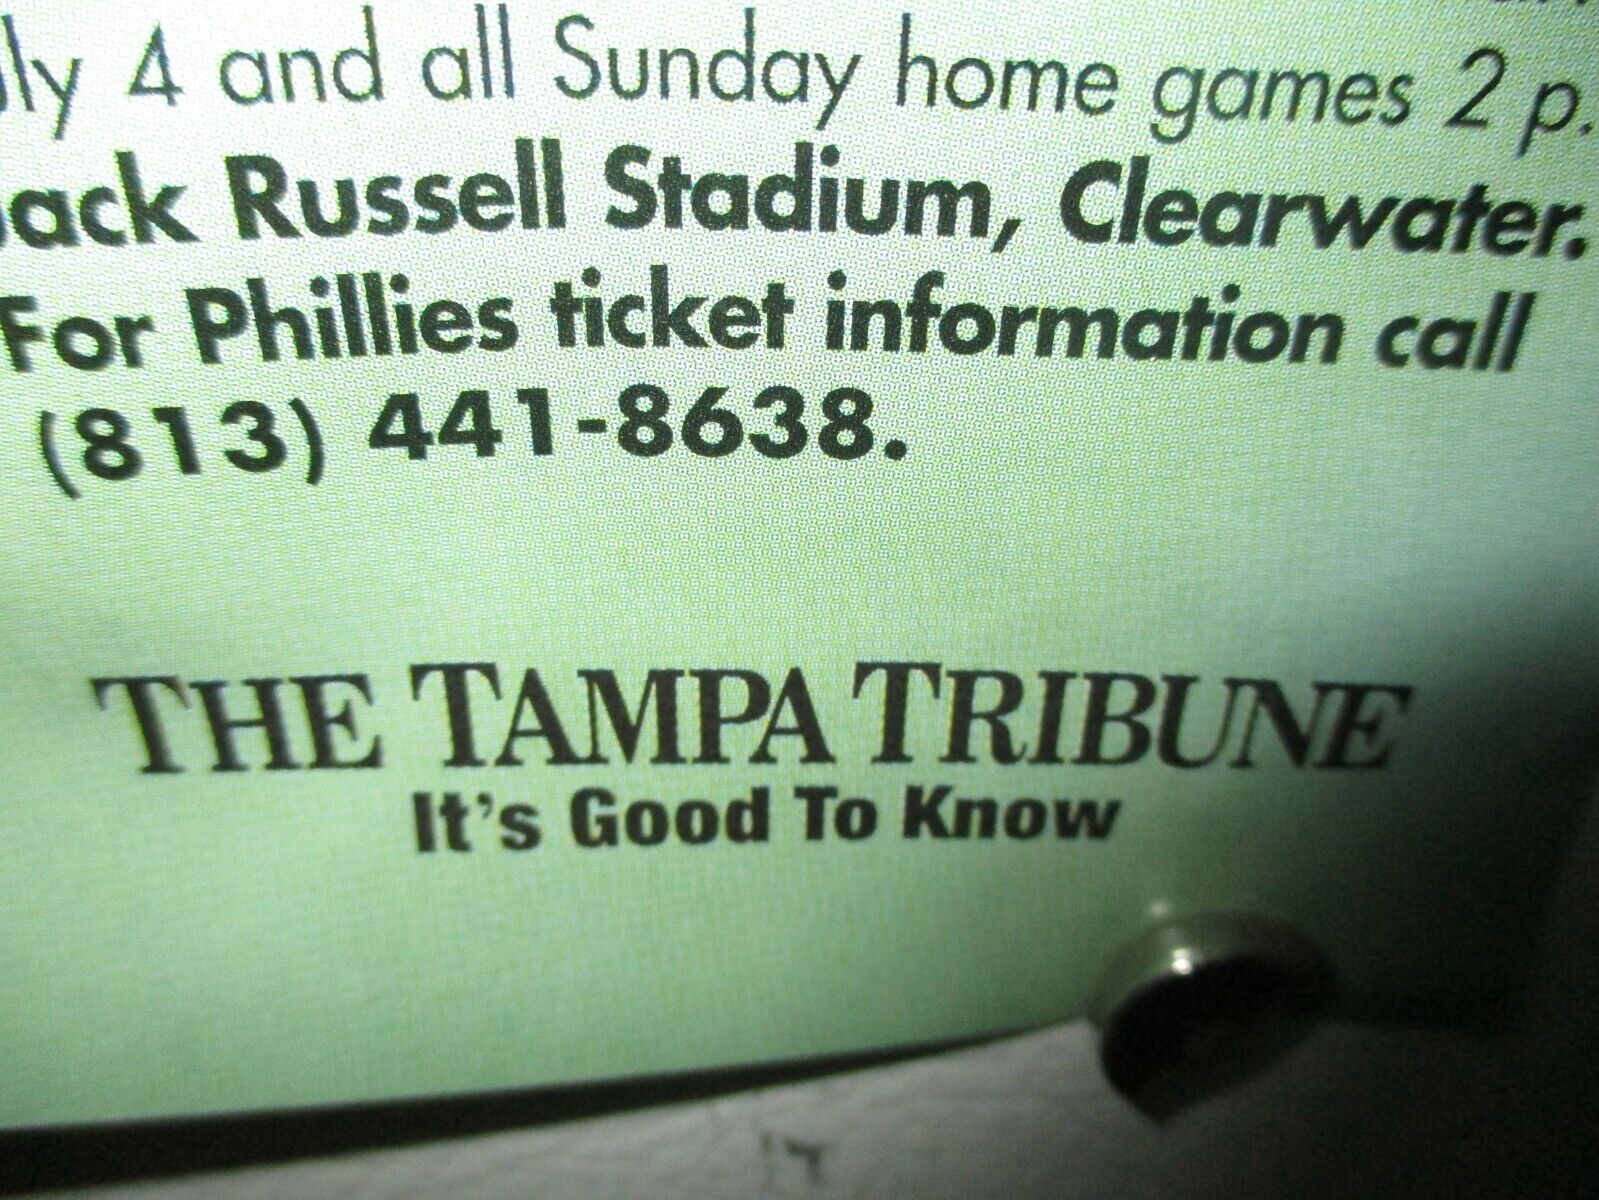 ly 4 and all Sunday home games 2 p.
Jack Russell Stadium, Clearwater.
For Phillies ticket information call
(813) 441-8638.
THE TAMPA TRIBUNE
It's Good To Know